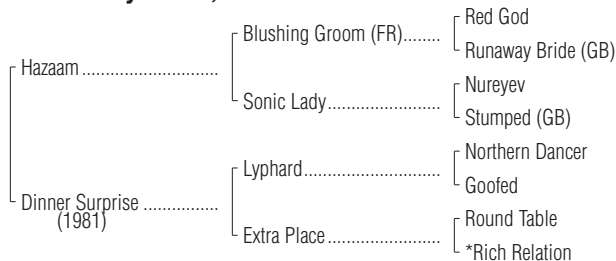 Red God
Blushing Groom (FR)........
Runaway Bride (GB)
Hazaam..............................
Nureyev
Sonic Lady.........................
Stumped (GB)
Northern Dancer
Lyphard..............................
Goofed
Dinner Surprise .................
(1981)
Round Table
Extra Place.........................
*Rich Relation